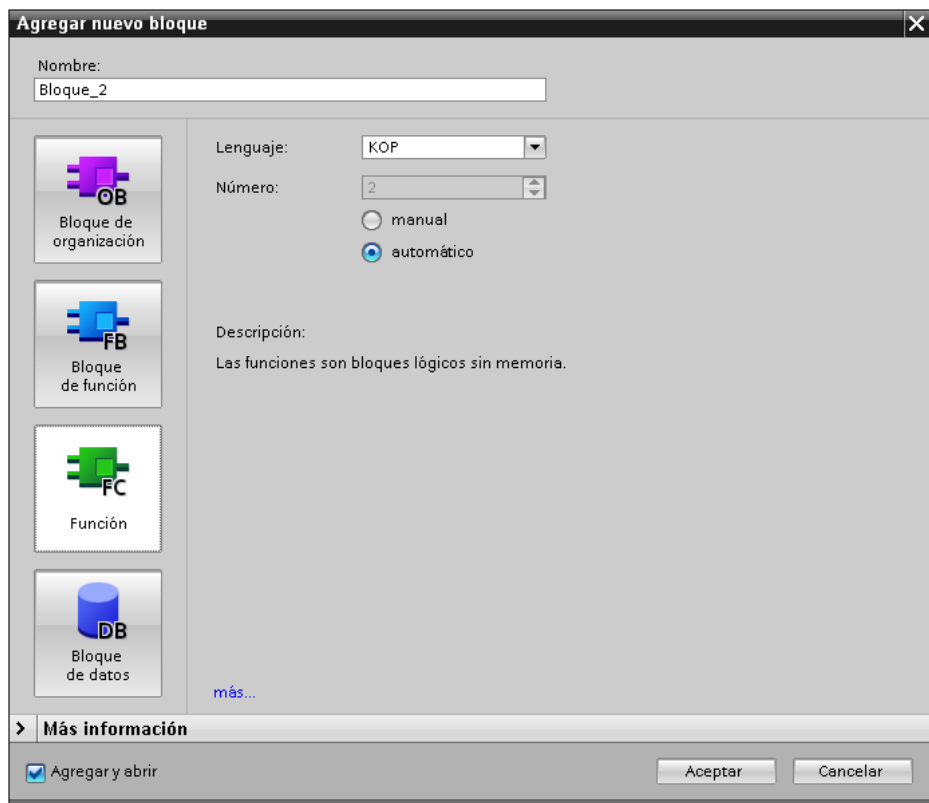 Agregar nuevo bloque
Nombre:
Bloque_2
OB
Bloque de
organización
FB
Bloque
de función
FC
Función
DB
Bloque
de datos
Lenguaje:
KOP
Número:
2
manual
automático
Descripción:
Las funciones son bloques lógicos sin memoria.
más...
Más información
Agregar y abrir
Aceptar
Cancelar